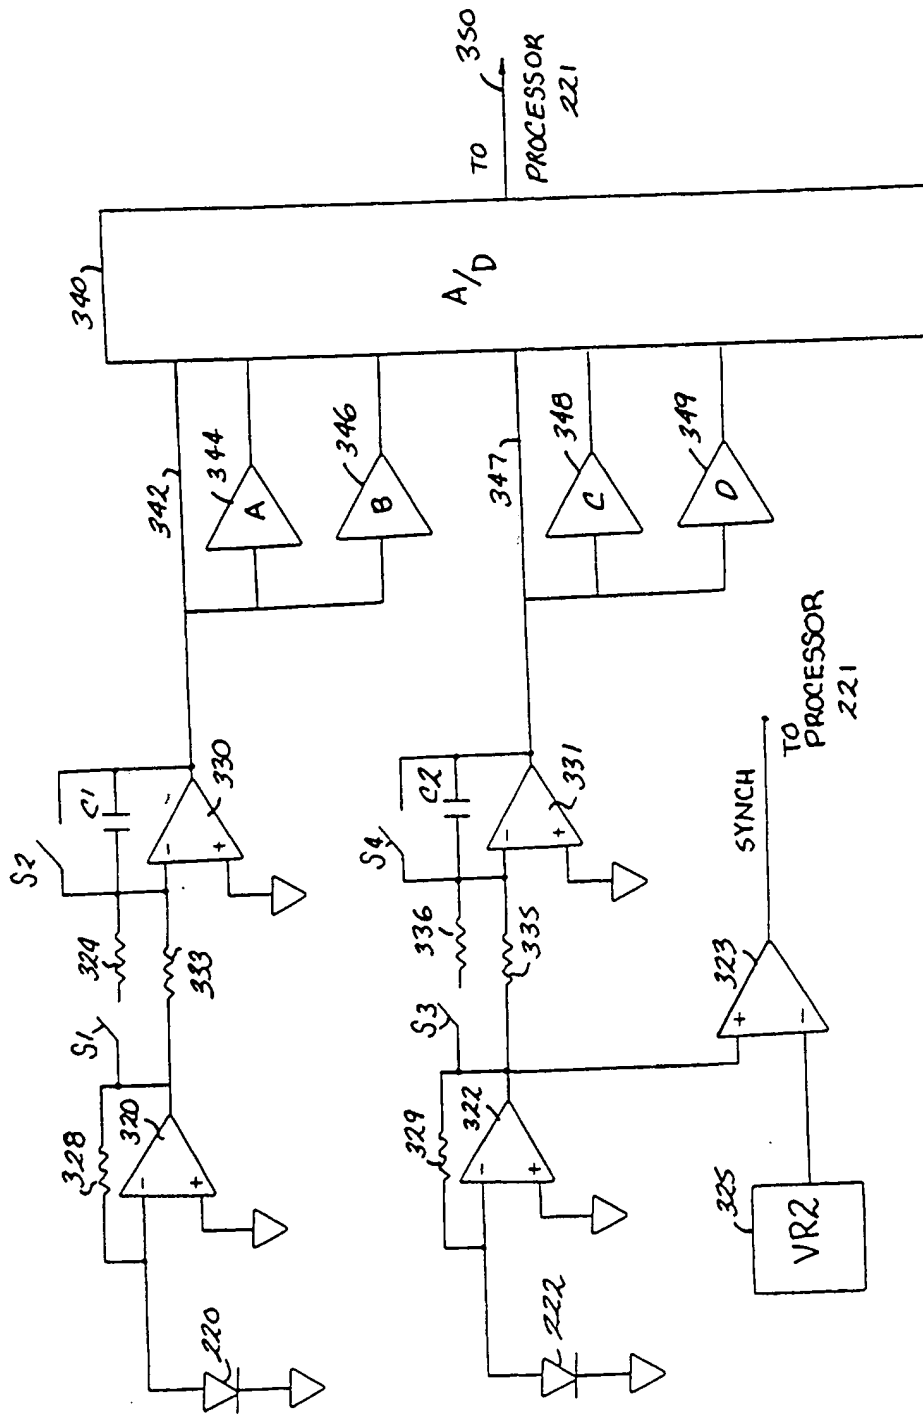 340
A/D
TO
350
PROCESSOR
221
342
344
A
346
B
347
348
C
349
D
S2
C1
324
S1
333
-
+
330
328
320
-
+
220
S4
C2
336
S3
335
-
+
331
329
322
-
+
222
323
+
-
SYNCH
TO
PROCESSOR
221
325
VR2